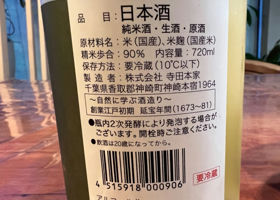 品目：日本酒
純米酒・生酒・原酒
原材料名：米(国産)、米麹(国産米)
精米歩合：90%　内容量：720ml
保存方法：要冷蔵(10℃以下)
製造者：株式会社 寺田本家
千葉県香取郡神崎町神崎本宿1964
～自然に学ぶ酒造り～
創業江戸初期 延宝年間(1673～81)
●瓶内2次発酵により発泡する場合が
ございます。開栓時ご注意ください。
●飲酒は20歳になってから。
要冷蔵
4 515918 000906